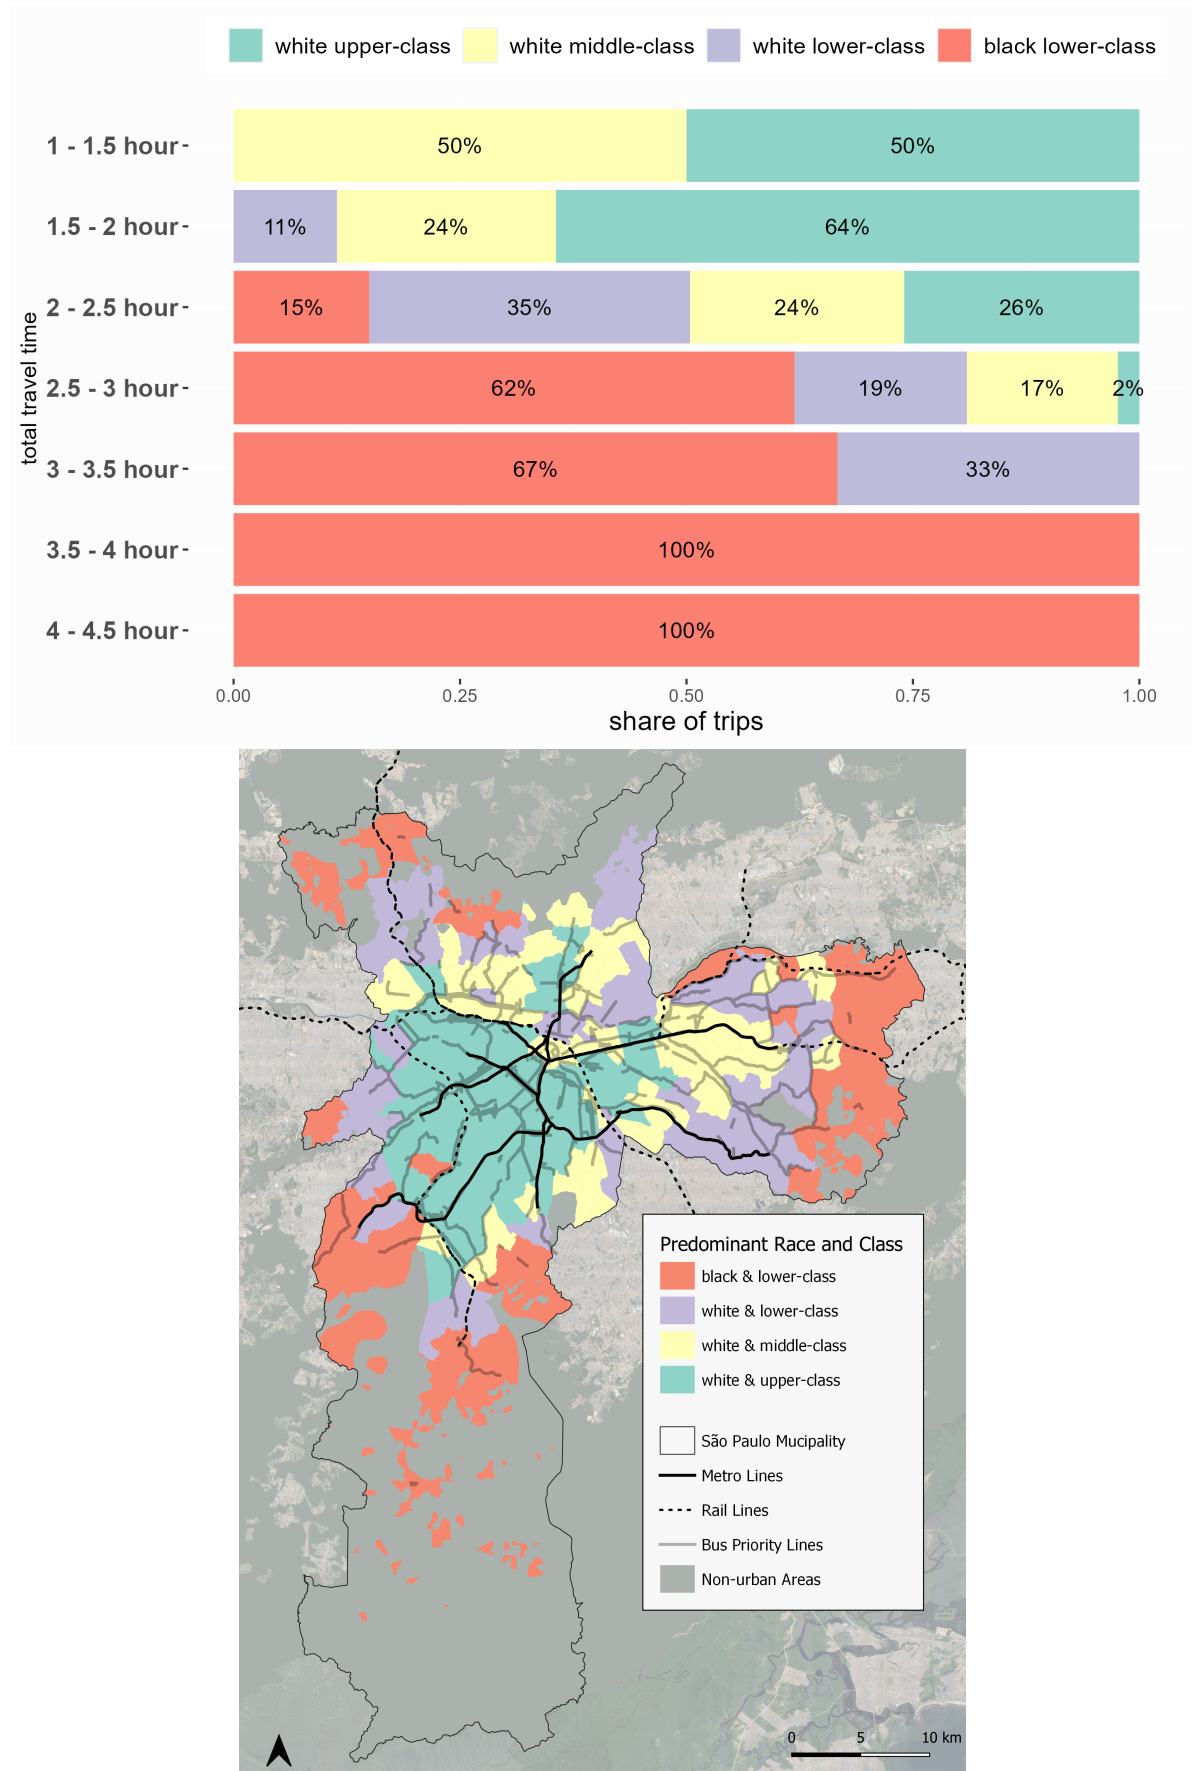 white upper-class white middle-class white lower-class black lower-class
total travel time
1 - 1.5 hour 50% 50%
1.5 - 2 hour 11% 24% 64%
2 - 2.5 hour 15% 35% 24% 26%
2.5 - 3 hour 62% 19% 17% 2%
3 - 3.5 hour 67% 33%
3.5 - 4 hour 100%
4 - 4.5 hour 100%
0.00 0.25 0.50 0.75 1.00
share of trips
Predominant Race and Class
black & lower-class
white & lower-class
white & middle-class
white & upper-class
São Paulo Mucipality
Metro Lines
Rail Lines
Bus Priority Lines
Non-urban Areas
0 5 10 km